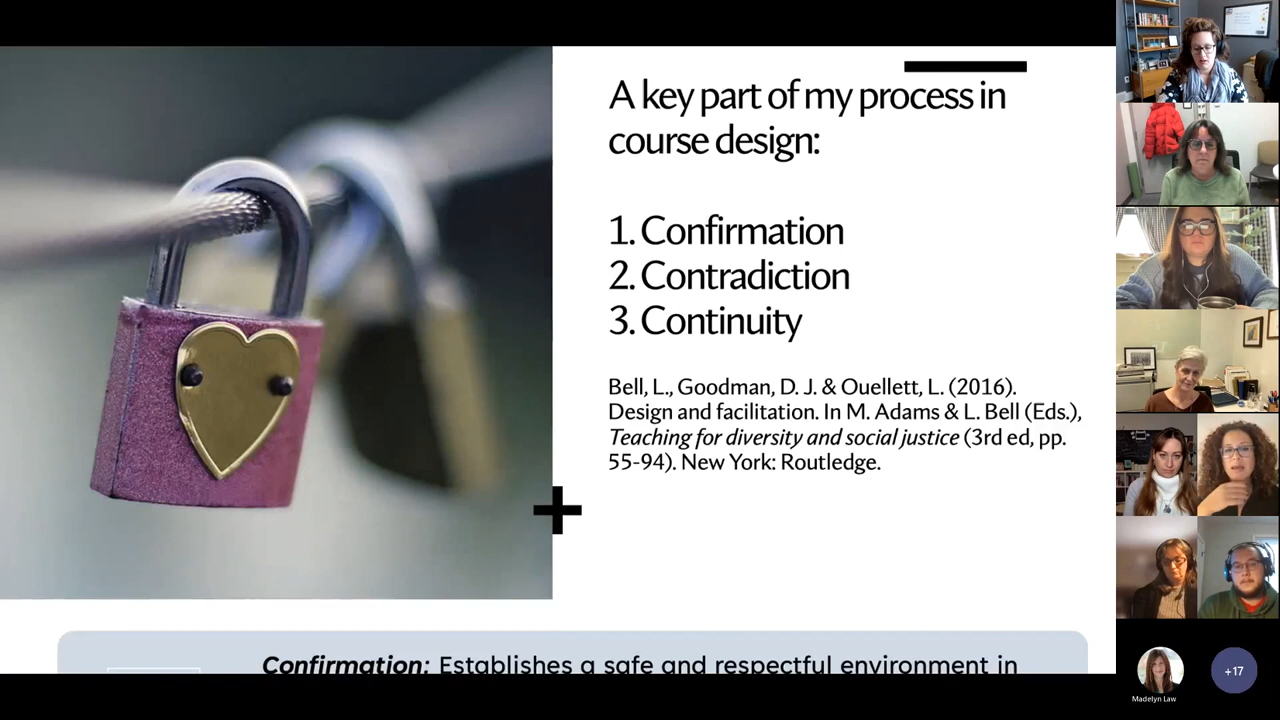 A key part of my process in
course design:
1. Confirmation
2. Contradiction
3. Continuity
Bell, L., Goodman, D. J. & Ouellett, L. (2016).
Design and facilitation. In M. Adams & L. Bell (Eds.),
Teaching for diversity and social justice (3rd ed, pp.
55-94). New York: Routledge.
Confirmation: Establishes a safe and respectful environment in
Madelyn Law
+17